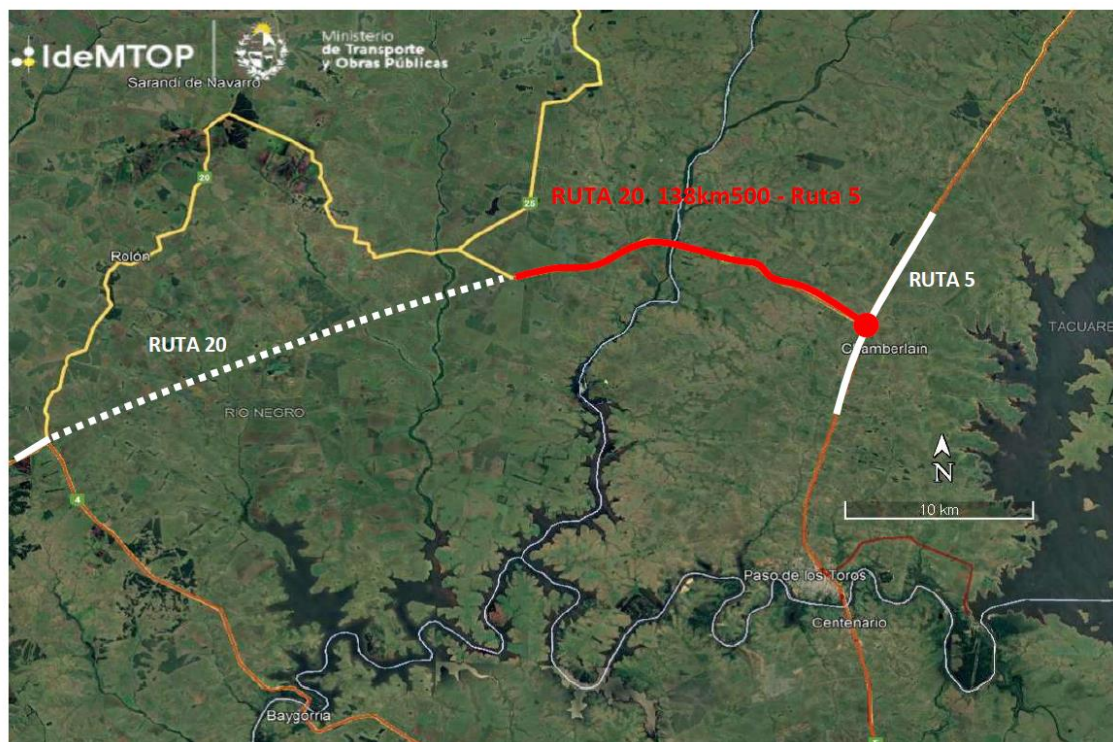 IdeMTOP
Ministerio
de Transporte
y Obras Públicas
Sarandí de Navarro
20
25
RUTA 20 138km500 - Ruta 5
Rolón
RUTA 5
RUTA 20
Chamberlain
TACUARE
RIO NEGRO
N
4
10 km
Paso de los Toros
Centenario
Baygorria
5